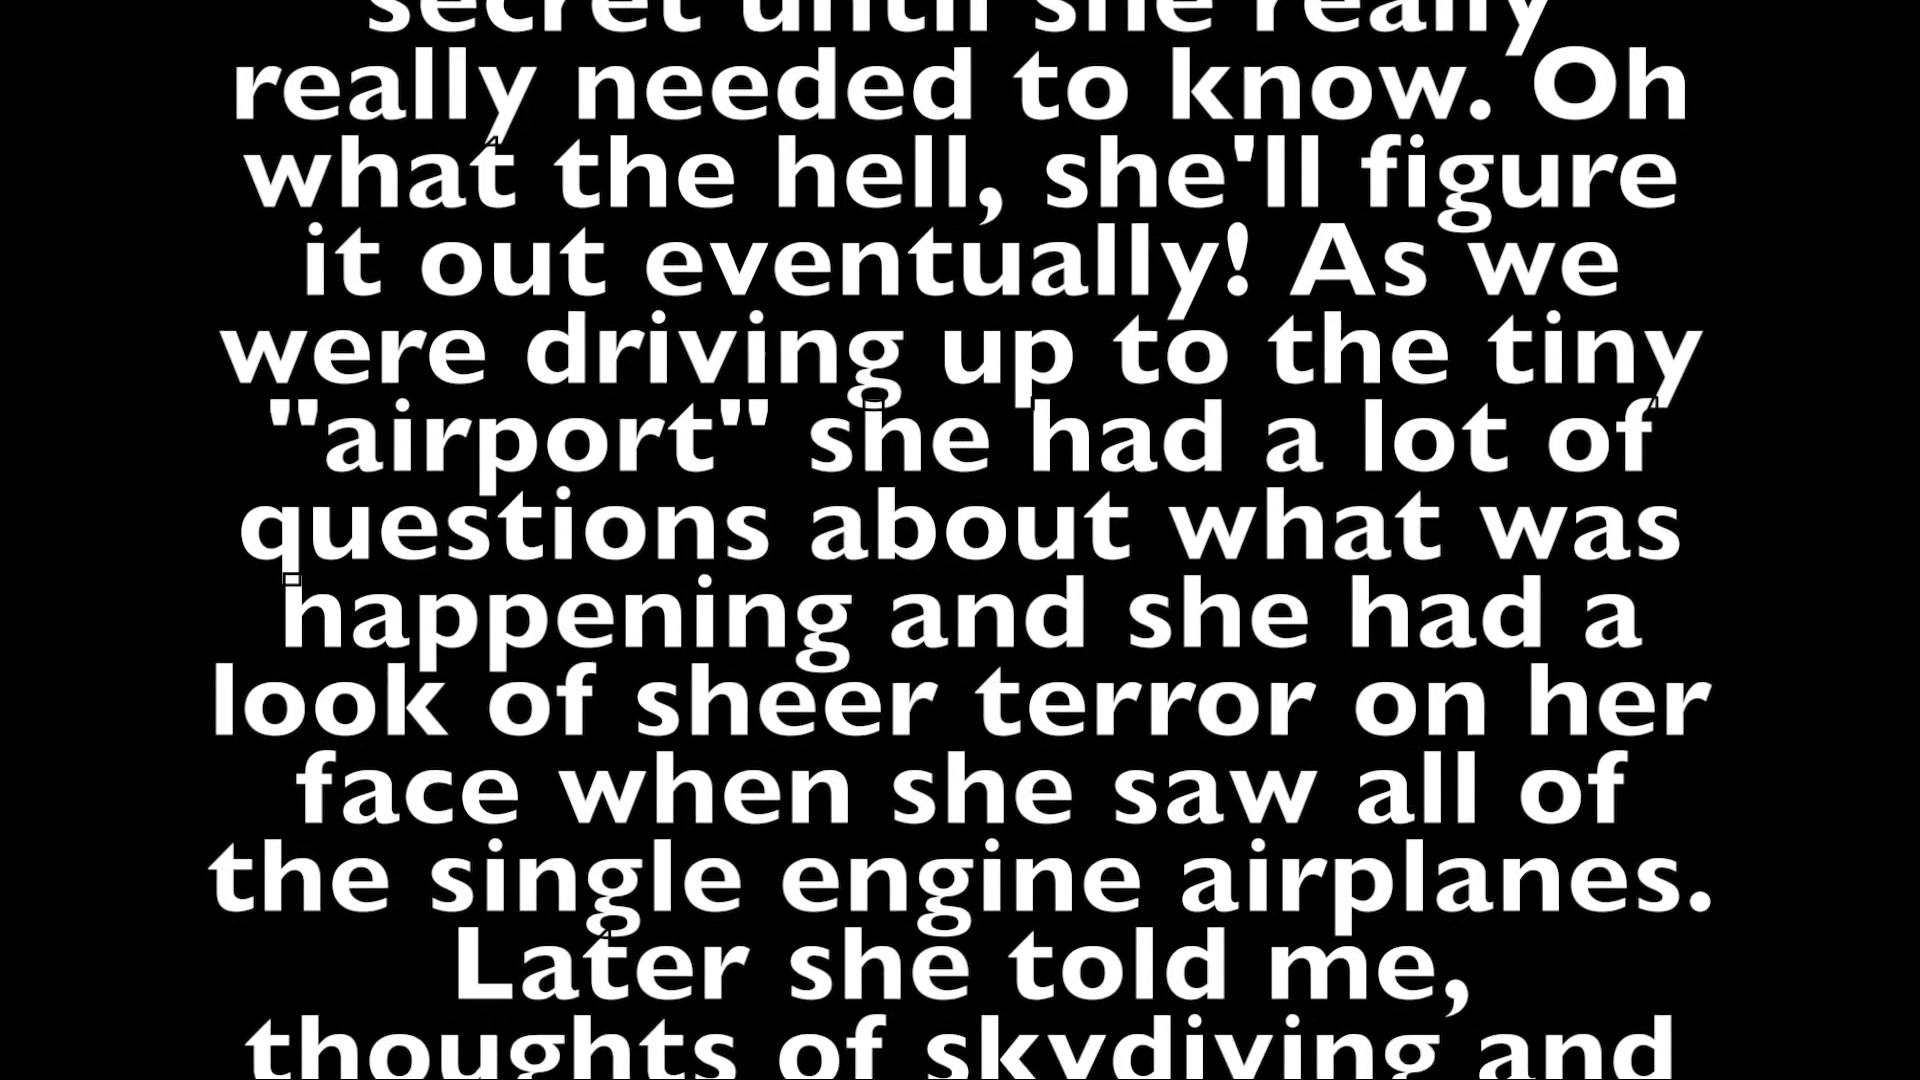 secret until she really
really needed to know. Oh
what the hell, she'll figure
it out eventually! As we
were driving up to the tiny
"airport" she had a lot of
questions about what was
happening and she had a
look of sheer terror on her
face when she saw all of
the single engine airplanes.
Later she told me,
thoughts of skydiving and